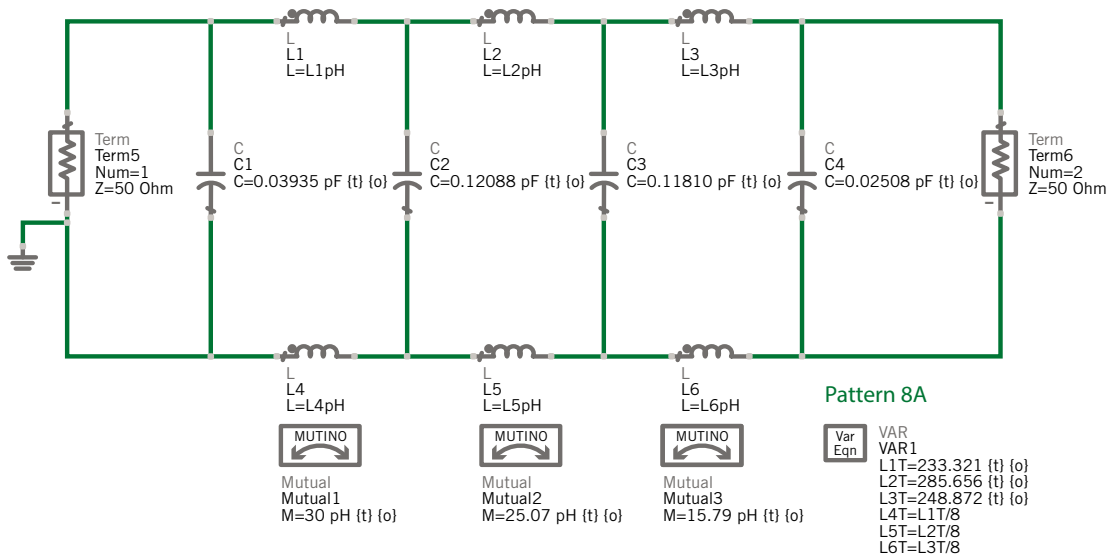 L
L1
L=L1pH
L
L2
L=L2pH
L
L3
L=L3pH
Term
Term5
Num=1
Z=50 Ohm
–
C
C1
C=0.03935 pF {t} {o}
C
C2
C=0.12088 pF {t} {o}
C
C3
C=0.11810 pF {t} {o}
C
C4
C=0.02508 pF {t} {o}
Term
Term6
Num=2
Z=50 Ohm
–
L
L4
L=L4pH
L
L5
L=L5pH
L
L6
L=L6pH
MUTINO
Mutual
Mutual1
M=30 pH {t} {o}
MUTINO
Mutual
Mutual2
M=25.07 pH {t} {o}
MUTINO
Mutual
Mutual3
M=15.79 pH {t} {o}
Pattern 8A
Var
Eqn
VAR
VAR1
L1T=233.321 {t} {o}
L2T=285.656 {t} {o}
L3T=248.872 {t} {o}
L4T=L1T/8
L5T=L2T/8
L6T=L3T/8